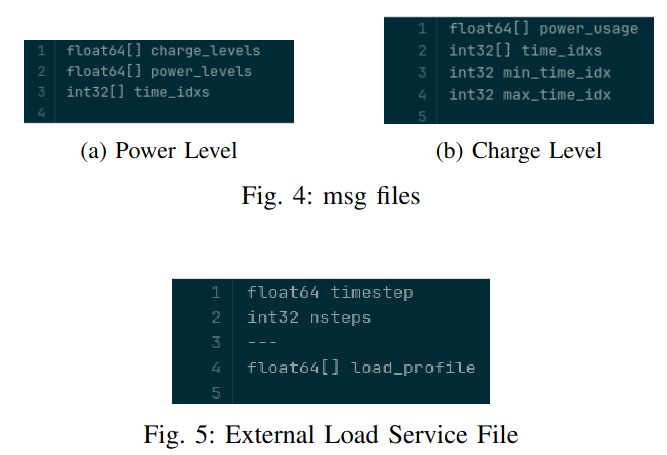 1 float64[] charge_levels
2 float64[] power_levels
3 int32[] time_idxs
4
(a) Power Level
1 float64[] power_usage
2 int32[] time_idxs
3 int32 min_time_idx
4 int32 max_time_idx
5
(b) Charge Level
Fig. 4: msg files
1 float64 timestep
2 int32 nsteps
3 ---
4 float64[] load_profile
5
Fig. 5: External Load Service File